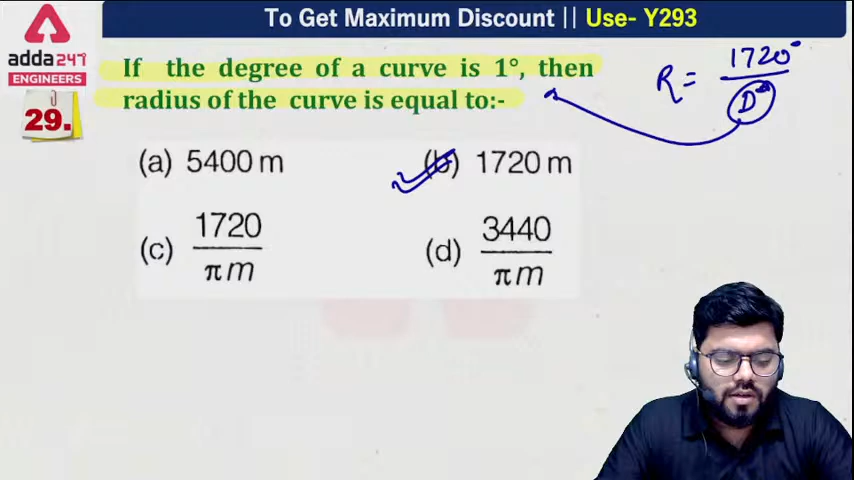 To Get Maximum Discount || Use- Y293
adda247
ENGINEERS
29.
If the degree of a curve is 1°, then
radius of the curve is equal to:-
R = 1720° / D°
(a) 5400 m
(b) 1720 m
(c) 1720 / πm
(d) 3440 / πm